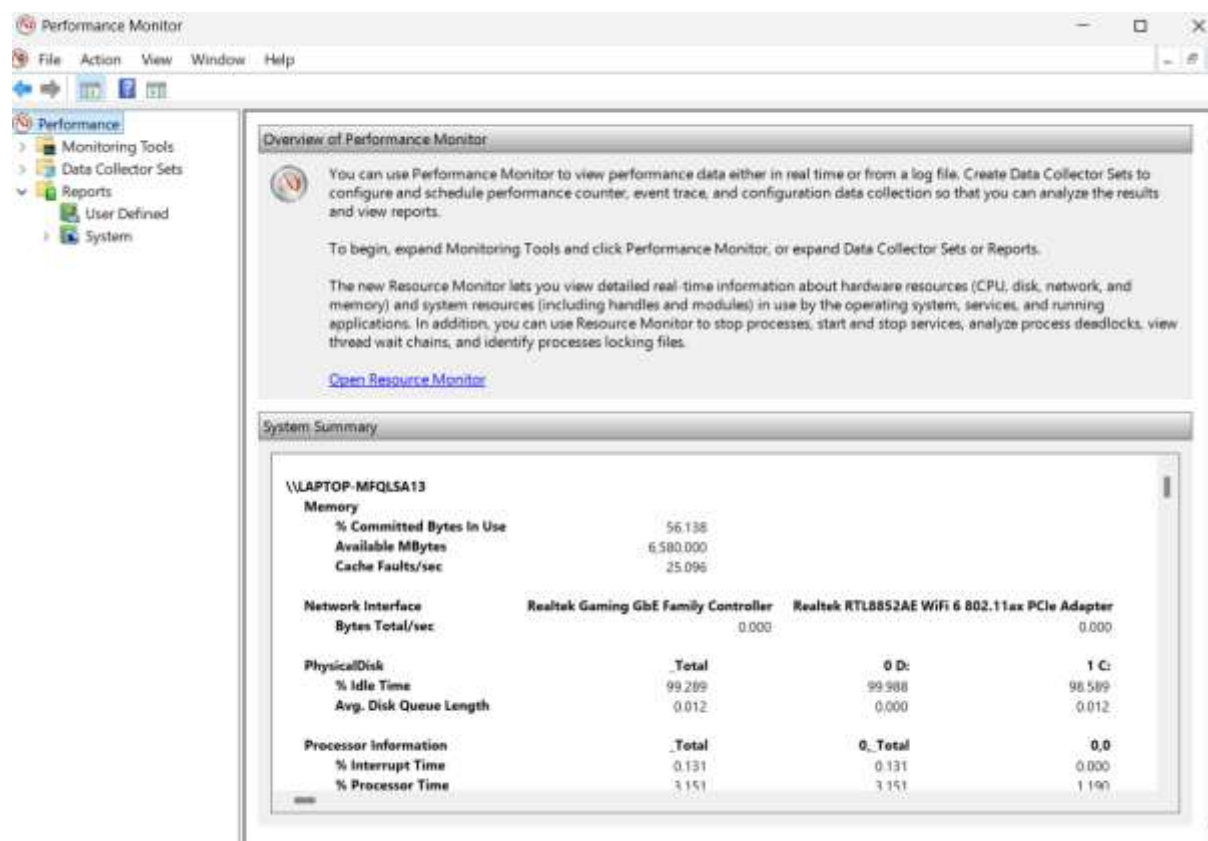 Performance Monitor
File Action View Window Help
Performance
Monitoring Tools
Data Collector Sets
Reports
User Defined
System
Overview of Performance Monitor
You can use Performance Monitor to view performance data either in real time or from a log file. Create Data Collector Sets to
configure and schedule performance counter, event trace, and configuration data collection so that you can analyze the results
and view reports.
To begin, expand Monitoring Tools and click Performance Monitor, or expand Data Collector Sets or Reports.
The new Resource Monitor lets you view detailed real-time information about hardware resources (CPU, disk, network, and
memory) and system resources (including handles and modules) in use by the operating system, services, and running
applications. In addition, you can use Resource Monitor to stop processes, start and stop services, analyze process deadlocks, view
thread wait chains, and identify processes locking files.
Open Resource Monitor
System Summary
\\LAPTOP-MFQLSA13
Memory
% Committed Bytes In Use 56.138
Available MBytes 6,580.000
Cache Faults/sec 25.096
Network Interface Realtek Gaming GbE Family Controller Realtek RTL8852AE WiFi 6 802.11ax PCIe Adapter
Bytes Total/sec 0.000 0.000
PhysicalDisk _Total 0 D: 1 C:
% Idle Time 99.289 99.988 98.589
Avg. Disk Queue Length 0.012 0.000 0.012
Processor Information _Total 0,_Total 0,0
% Interrupt Time 0.131 0.131 0.000
% Processor Time 3.151 3.151 1.190